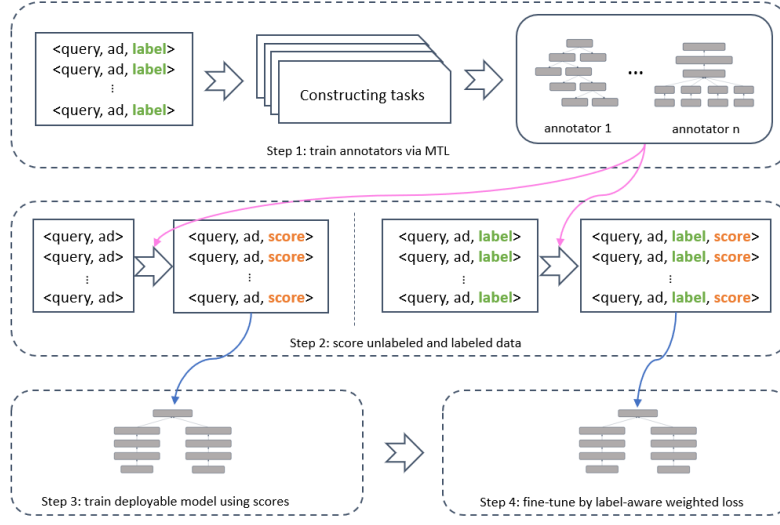 <query, ad, label>
<query, ad, label>
...
<query, ad, label>
Constructing tasks
...
annotator 1
annotator n
Step 1: train annotators via MTL
<query, ad>
<query, ad>
...
<query, ad>
<query, ad, score>
<query, ad, score>
...
<query, ad, score>
<query, ad, label>
<query, ad, label>
...
<query, ad, label>
<query, ad, label, score>
<query, ad, label, score>
...
<query, ad, label, score>
Step 2: score unlabeled and labeled data
Step 3: train deployable model using scores
Step 4: fine-tune by label-aware weighted loss